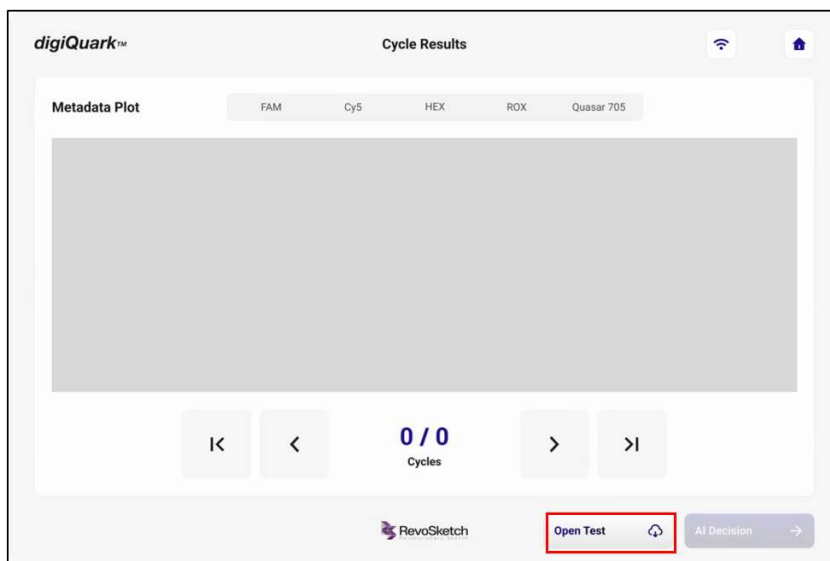 digiQuark™
Cycle Results
Metadata Plot
FAM
Cy5
HEX
ROX
Quasar 705
0 / 0
Cycles
RevoSketch
Open Test
AI Decision